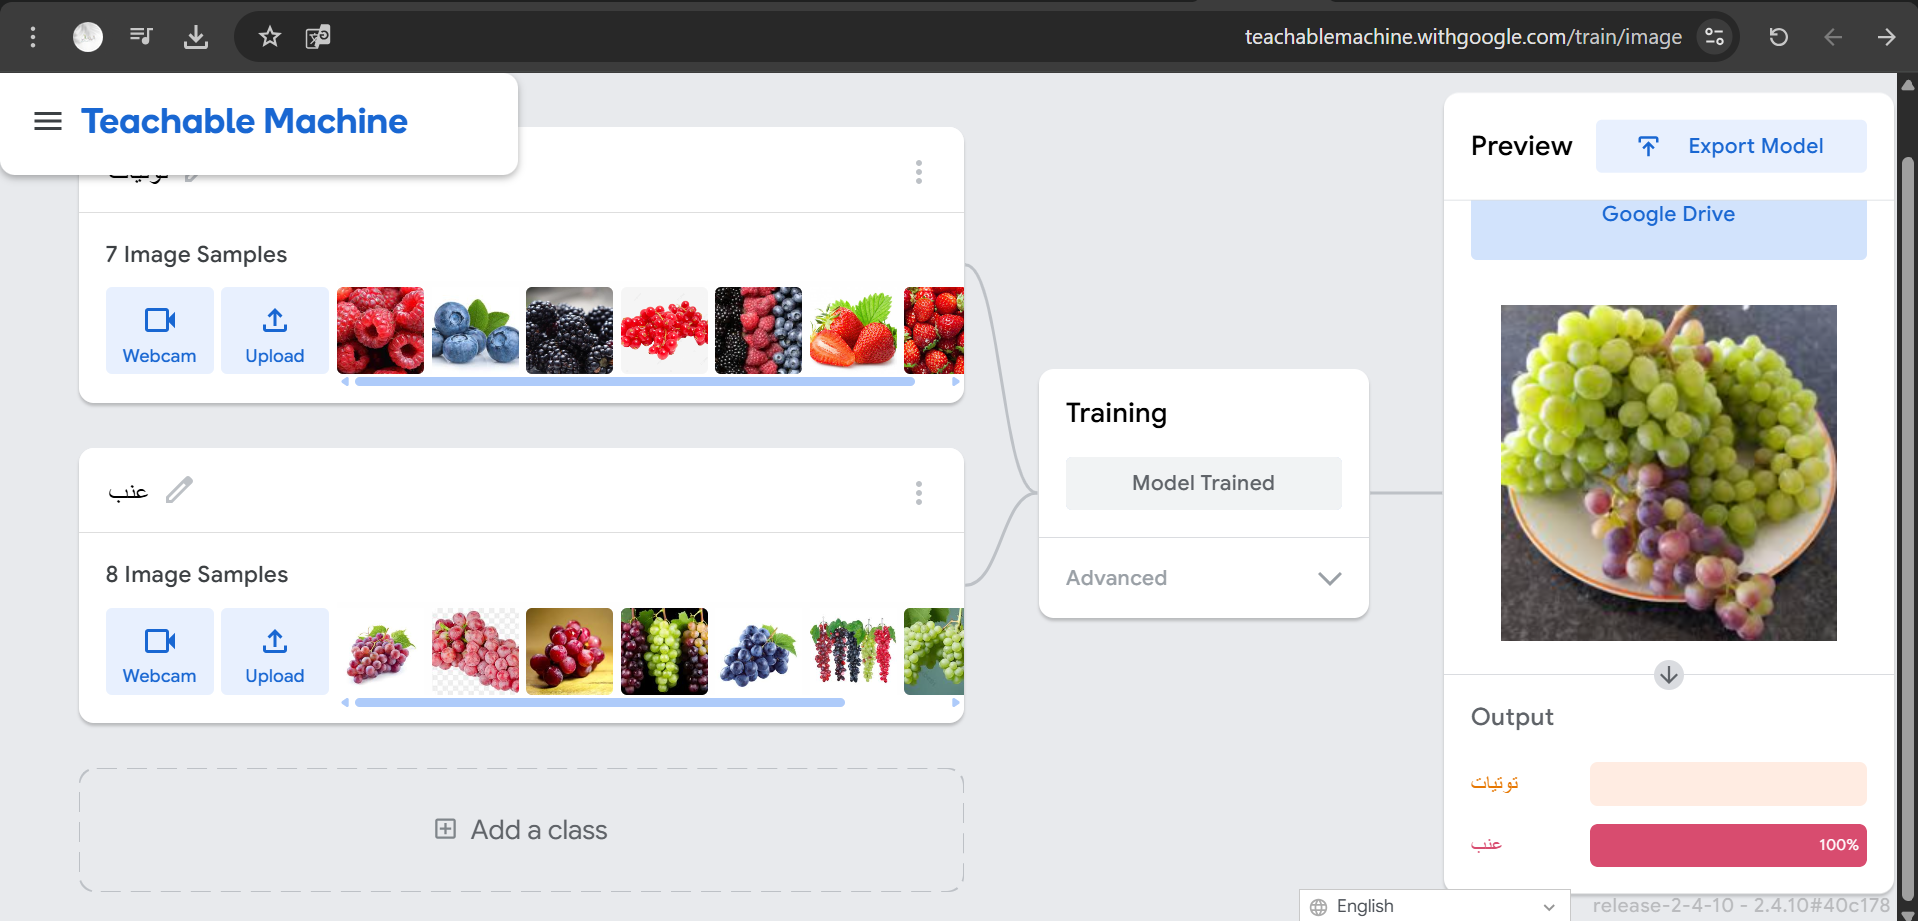 teachablemachine.withgoogle.com/train/image
Teachable Machine
توتيات
7 Image Samples
Webcam
Upload
عنب
8 Image Samples
Webcam
Upload
Add a class
Training
Model Trained
Advanced
Preview
Export Model
Google Drive
Output
توتيات
عنب
100%
English
release-2-4-10 - 2.4.10#40c178